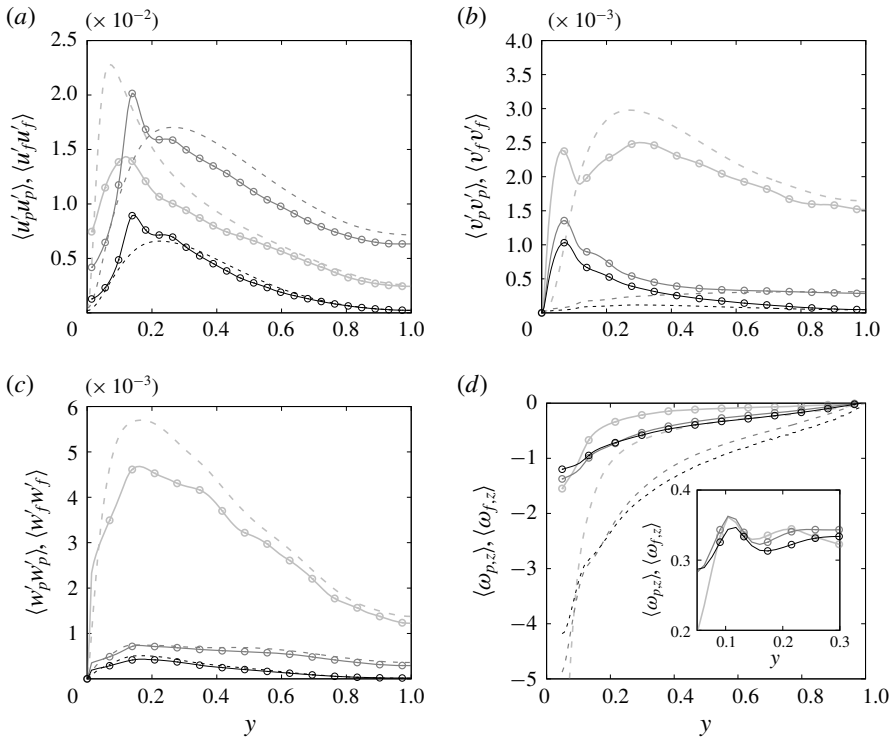 (a) (× 10⁻²)
2.5
2.0
1.5
1.0
0.5
0 0.2 0.4 0.6 0.8 1.0
⟨u′ₚu′ₚ⟩, ⟨u′_f u′_f⟩
(b) (× 10⁻³)
4.0
3.5
3.0
2.5
2.0
1.5
1.0
0.5
0 0.2 0.4 0.6 0.8 1.0
⟨v′ₚv′ₚ⟩, ⟨v′_f v′_f⟩
(c) (× 10⁻³)
6
5
4
3
2
1
0 0.2 0.4 0.6 0.8 1.0
y
⟨w′ₚw′ₚ⟩, ⟨w′_f w′_f⟩
(d)
0
−1
−2
−3
−4
−5
0 0.2 0.4 0.6 0.8 1.0
y
⟨ω_{p,z}⟩, ⟨ω_{f,z}⟩
0.4
0.3
0.2
0.1 0.2 0.3
y
⟨ω_{p,z}⟩, ⟨ω_{f,z}⟩